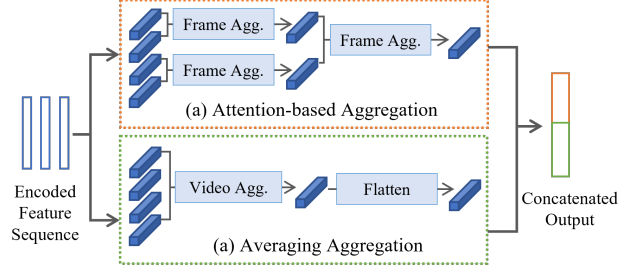 Frame Agg.
Frame Agg.
Frame Agg.
(a) Attention-based Aggregation
Encoded
Feature
Sequence
Video Agg.
Flatten
(a) Averaging Aggregation
Concatenated
Output